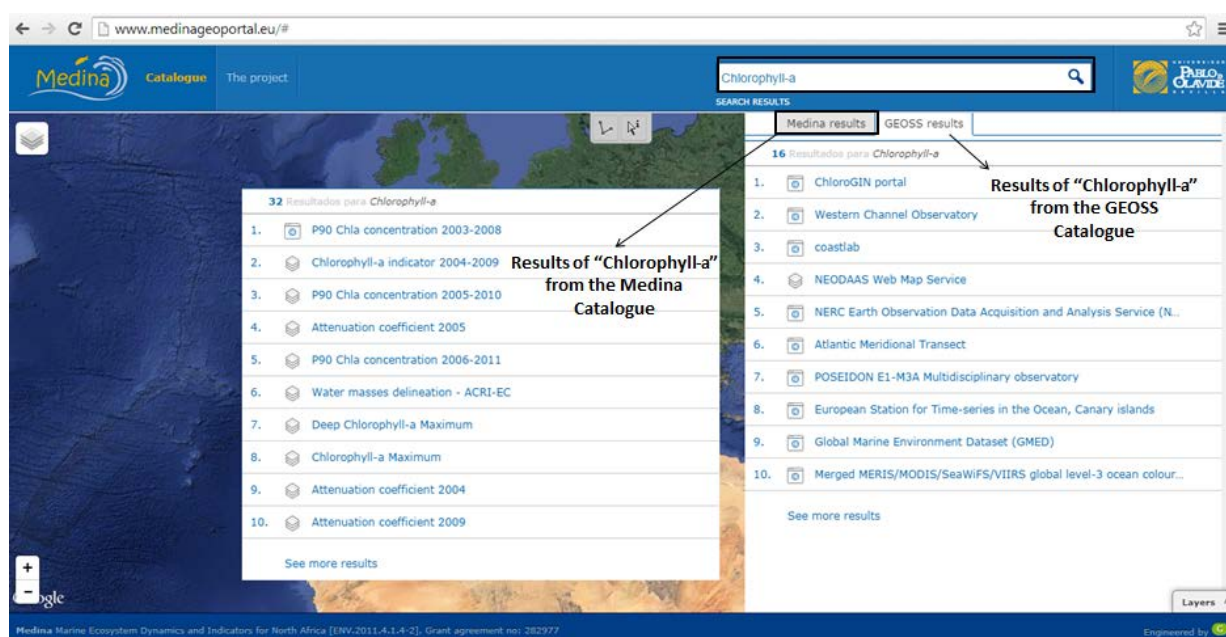 www.medinageoportal.eu/#
Medina
Catalogue
The project
Chlorophyll-a
SEARCH RESULTS
UNIVERSIDAD
PABLO DE
OLAVIDE
SEVILLA
Medina results
GEOSS results
32 Resultados para Chlorophyll-a
1. P90 Chla concentration 2003-2008
2. Chlorophyll-a indicator 2004-2009
3. P90 Chla concentration 2005-2010
4. Attenuation coefficient 2005
5. P90 Chla concentration 2006-2011
6. Water masses delineation - ACRI-EC
7. Deep Chlorophyll-a Maximum
8. Chlorophyll-a Maximum
9. Attenuation coefficient 2004
10. Attenuation coefficient 2009
See more results
Results of “Chlorophyll-a”
from the Medina
Catalogue
16 Resultados para Chlorophyll-a
1. ChloroGIN portal
2. Western Channel Observatory
3. coastlab
4. NEODAAS Web Map Service
5. NERC Earth Observation Data Acquisition and Analysis Service (N...
6. Atlantic Meridional Transect
7. POSEIDON E1-M3A Multidisciplinary observatory
8. European Station for Time-series in the Ocean, Canary islands
9. Global Marine Environment Dataset (GMED)
10. Merged MERIS/MODIS/SeaWiFS/VIIRS global level-3 ocean colour...
See more results
Results of “Chlorophyll-a”
from the GEOSS
Catalogue
+
-
ogle
Layers
Medina Marine Ecosystem Dynamics and Indicators for North Africa [ENV.2011.4.1.4-2]. Grant agreement no: 282977
Engineered by